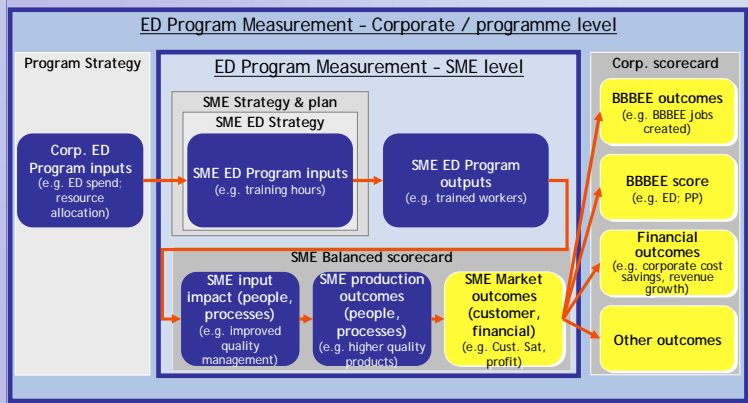 ED Program Measurement - Corporate / programme level
Program Strategy
ED Program Measurement - SME level
Corp. scorecard
SME Strategy & plan
SME ED Strategy
Corp. ED
Program inputs
(e.g. ED spend;
resource
allocation)
SME ED Program inputs
(e.g. training hours)
SME ED Program
outputs
(e.g. trained workers)
BBBEE outcomes
(e.g. BBBEE jobs
created)
BBBEE score
(e.g. ED; PP)
Financial
outcomes
(e.g. corporate cost
savings, revenue
growth)
Other outcomes
SME Balanced scorecard
SME input
impact (people,
processes)
(e.g. improved
quality
management)
SME production
outcomes
(people,
processes)
(e.g. higher quality
products)
SME Market
outcomes
(customer,
financial)
(e.g. Cust. Sat,
profit)